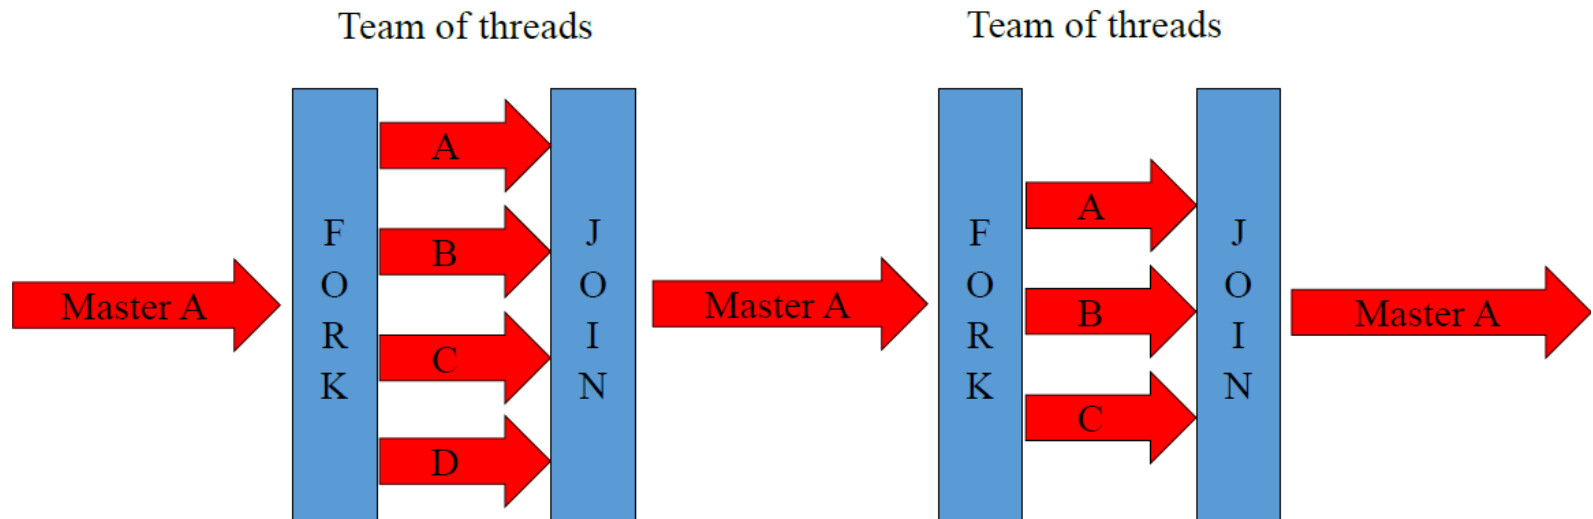 Team of threads
Team of threads
Master A
F
O
R
K
A
B
C
D
J
O
I
N
Master A
F
O
R
K
A
B
C
J
O
I
N
Master A